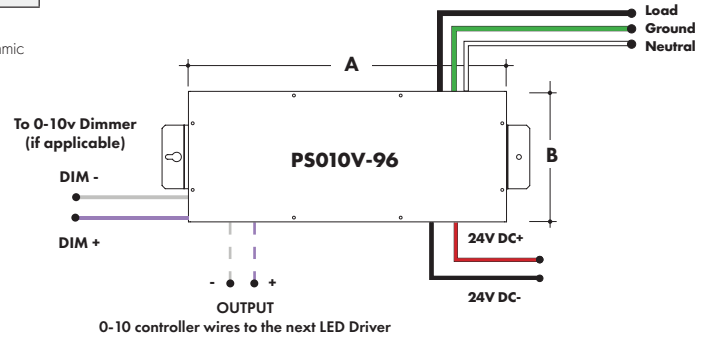 Load
Ground
Neutral
A
To 0-10v Dimmer
(if applicable)
PS010V-96
B
DIM -
DIM +
24V DC+
24V DC-
- +
OUTPUT
0-10 controller wires to the next LED Driver